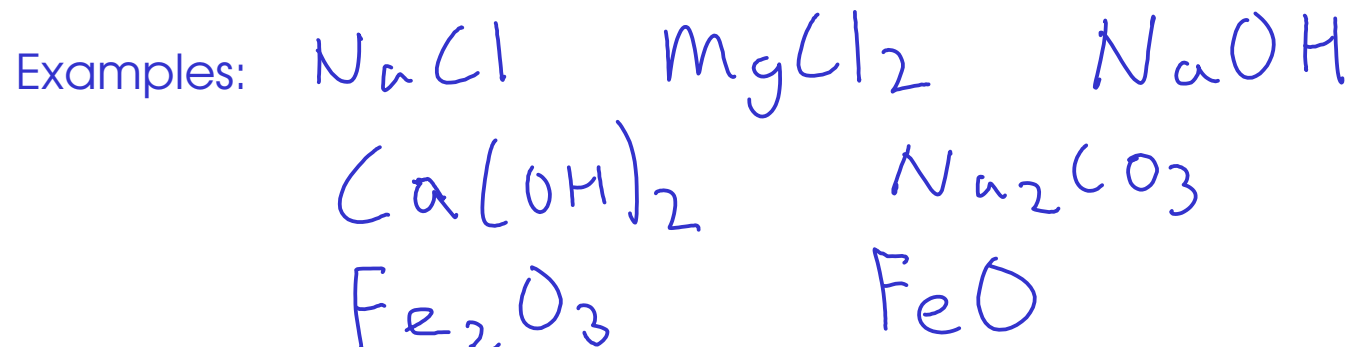 Examples: NaCl MgCl₂ NaOH
Ca(OH)₂ Na₂CO₃
Fe₂O₃ FeO